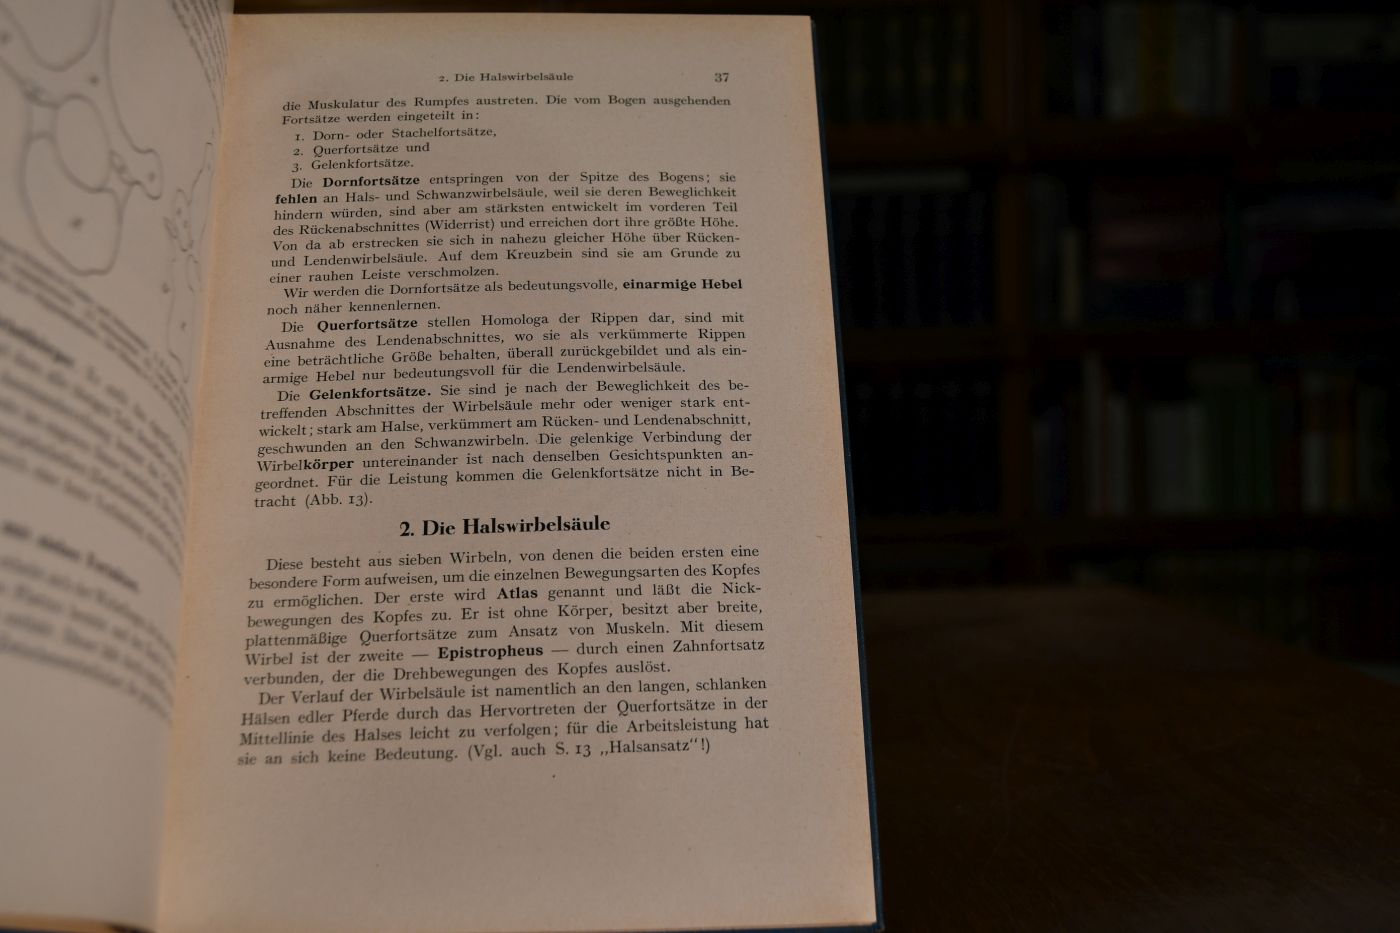 2. Die Halswirbelsäule 37
die Muskulatur des Rumpfes austreten. Die vom Bogen ausgehenden
Fortsätze werden eingeteilt in:
1. Dorn- oder Stachelfortsätze,
2. Querfortsätze und
3. Gelenkfortsätze.
Die Dornfortsätze entspringen von der Spitze des Bogens; sie
fehlen an Hals- und Schwanzwirbelsäule, weil sie deren Beweglichkeit
hindern würden, sind aber am stärksten entwickelt im vorderen Teil
des Rückenabschnittes (Widerrist) und erreichen dort ihre größte Höhe.
Von da ab erstrecken sie sich in nahezu gleicher Höhe über Rücken-
und Lendenwirbelsäule. Auf dem Kreuzbein sind sie am Grunde zu
einer rauhen Leiste verschmolzen.
Wir werden die Dornfortsätze als bedeutungsvolle, einarmige Hebel
noch näher kennenlernen.
Die Querfortsätze stellen Homologa der Rippen dar, sind mit
Ausnahme des Lendenabschnittes, wo sie als verkümmerte Rippen
eine beträchtliche Größe behalten, überall zurückgebildet und als ein-
armige Hebel nur bedeutungsvoll für die Lendenwirbelsäule.
Die Gelenkfortsätze. Sie sind je nach der Beweglichkeit des be-
treffenden Abschnittes der Wirbelsäule mehr oder weniger stark ent-
wickelt; stark am Halse, verkümmert am Rücken- und Lendenabschnitt,
geschwunden an den Schwanzwirbeln. Die gelenkige Verbindung der
Wirbelkörper untereinander ist nach denselben Gesichtspunkten an-
geordnet. Für die Leistung kommen die Gelenkfortsätze nicht in Be-
tracht (Abb. 13).
2. Die Halswirbelsäule
Diese besteht aus sieben Wirbeln, von denen die beiden ersten eine
besondere Form aufweisen, um die einzelnen Bewegungsarten des Kopfes
zu ermöglichen. Der erste wird Atlas genannt und läßt die Nick-
bewegungen des Kopfes zu. Er ist ohne Körper, besitzt aber breite,
plattenmäßige Querfortsätze zum Ansatz von Muskeln. Mit diesem
Wirbel ist der zweite — Epistropheus — durch einen Zahnfortsatz
verbunden, der die Drehbewegungen des Kopfes auslöst.
Der Verlauf der Wirbelsäule ist namentlich an den langen, schlanken
Hälsen edler Pferde durch das Hervortreten der Querfortsätze in der
Mittellinie des Halses leicht zu verfolgen; für die Arbeitsleistung hat
sie an sich keine Bedeutung. (Vgl. auch S. 13 „Halsansatz“!)